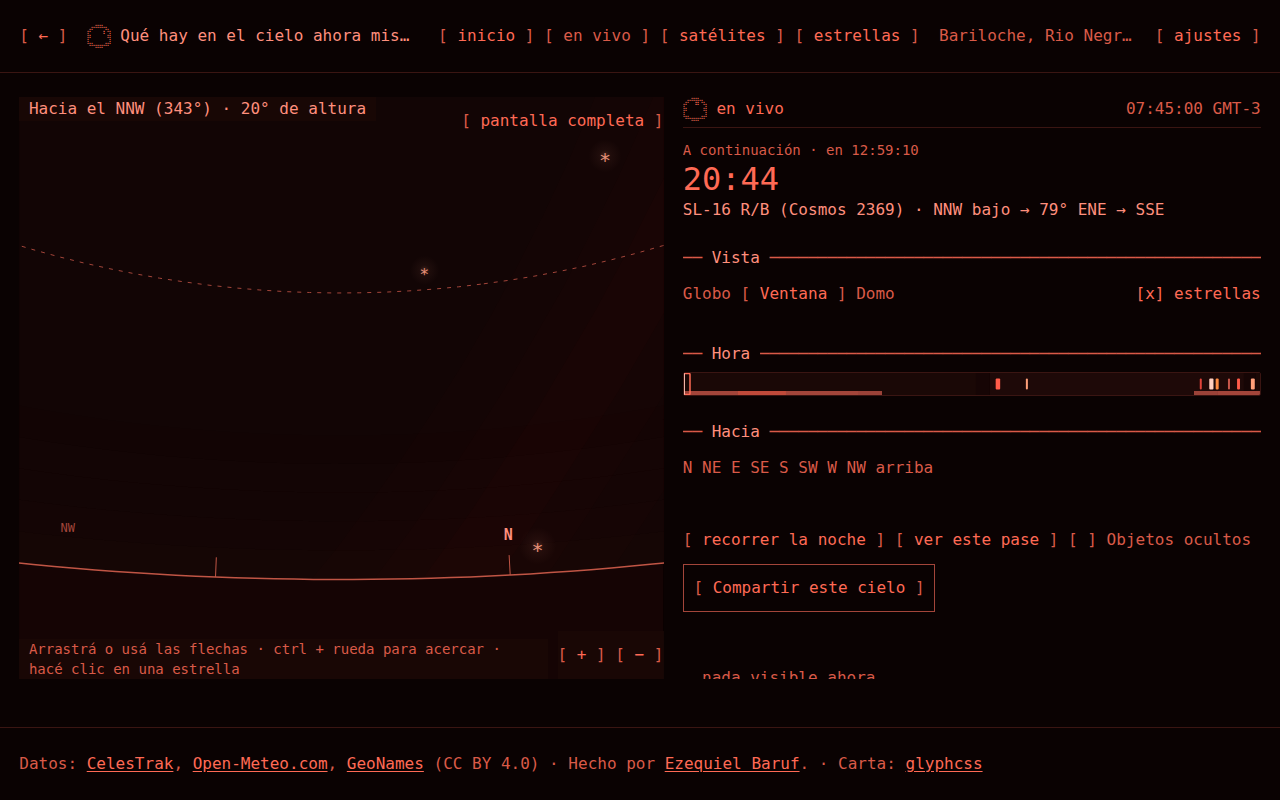 [ ← ] Qué hay en el cielo ahora mis… [ inicio ] [ en vivo ] [ satélites ] [ estrellas ] Bariloche, Rio Negr… [ ajustes ]
Hacia el NNW (343°) · 20° de altura
[ pantalla completa ]
*
*
NW
N
*
Arrastrá o usá las flechas · ctrl + rueda para acercar ·
hacé clic en una estrella
[ + ] [ − ]
en vivo 07:45:00 GMT-3
A continuación · en 12:59:10
20:44
SL-16 R/B (Cosmos 2369) · NNW bajo → 79° ENE → SSE
Vista
Globo [ Ventana ] Domo [x] estrellas
Hora
Hacia
N NE E SE S SW W NW arriba
[ recorrer la noche ] [ ver este pase ] [ ] Objetos ocultos
[ Compartir este cielo ]
visible ahora
Datos: CelesTrak, Open-Meteo.com, GeoNames (CC BY 4.0) · Hecho por Ezequiel Baruf. · Carta: glyphcss